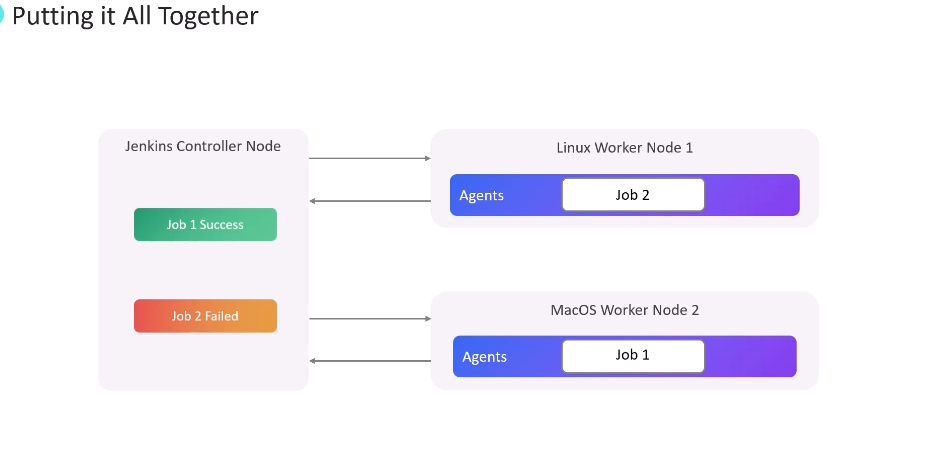 Putting it All Together
Jenkins Controller Node
Job 1 Success
Job 2 Failed
Linux Worker Node 1
Agents
Job 2
MacOS Worker Node 2
Agents
Job 1